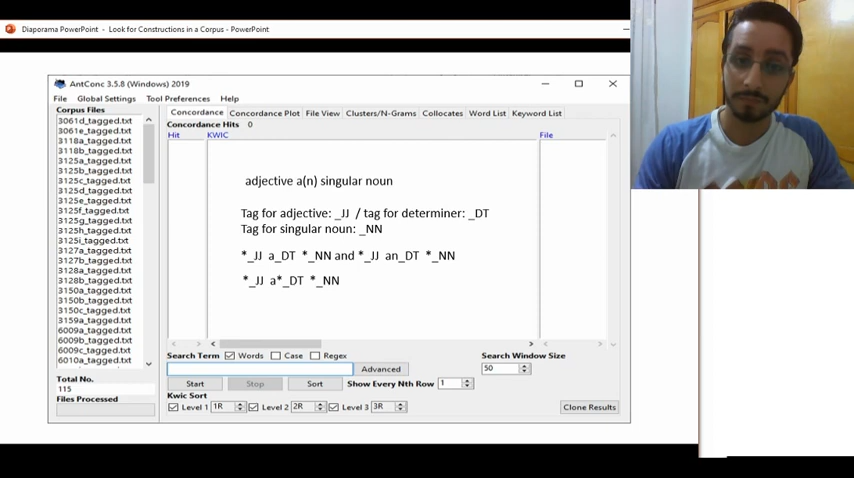 Diaporama PowerPoint - Look for Constructions in a Corpus - PowerPoint
AntConc 3.5.8 (Windows) 2019
File Global Settings Tool Preferences Help
Corpus Files
3061d_tagged.txt
3061e_tagged.txt
3118a_tagged.txt
3118b_tagged.txt
3125a_tagged.txt
3125b_tagged.txt
3125c_tagged.txt
3125d_tagged.txt
3125e_tagged.txt
3125f_tagged.txt
3125g_tagged.txt
3125h_tagged.txt
3125i_tagged.txt
3127a_tagged.txt
3127b_tagged.txt
3128a_tagged.txt
3128b_tagged.txt
3150a_tagged.txt
3150b_tagged.txt
3150c_tagged.txt
3159a_tagged.txt
6009a_tagged.txt
6009b_tagged.txt
6009c_tagged.txt
6010a_tagged.txt
Total No.
115
Files Processed
Concordance Concordance Plot File View Clusters/N-Grams Collocates Word List Keyword List
Concordance Hits 0
Hit KWIC File
adjective a(n) singular noun
Tag for adjective: _JJ / tag for determiner: _DT
Tag for singular noun: _NN
*_JJ a_DT *_NN and *_JJ an_DT *_NN
*_JJ a*_DT *_NN
Search Term Words Case Regex Search Window Size
Advanced 50
Start Stop Sort Show Every Nth Row 1
Kwic Sort
Level 1 1R Level 2 2R Level 3 3R Clone Results